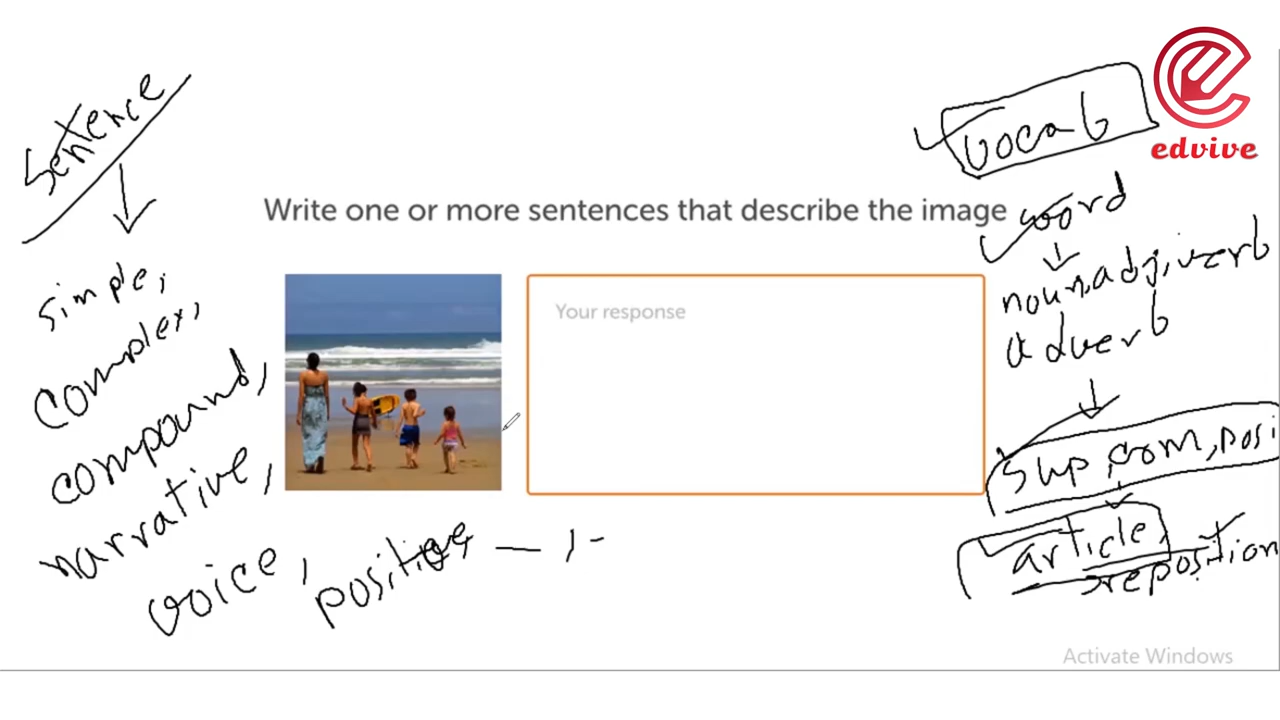 Sentence
simple,
complex,
compound,
narrative,
voice,
positive,
Write one or more sentences that describe the image
Your response
vocab
edvive
word
noun, adj, verb
adverb
sup, com, posi
article,
preposition
Activate Windows